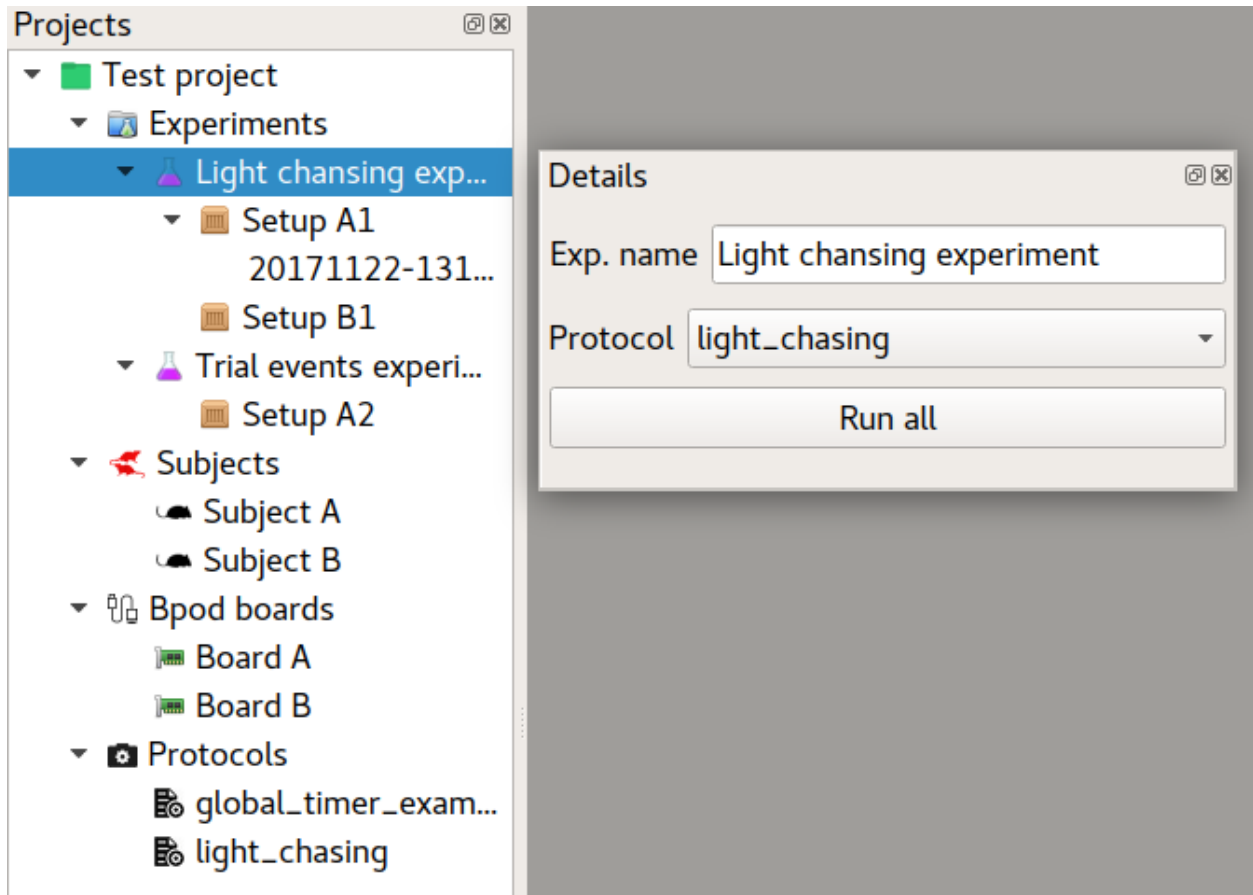 Projects
Test project
Experiments
Light chansing exp...
Setup A1
20171122-131...
Setup B1
Trial events experi...
Setup A2
Subjects
Subject A
Subject B
Bpod boards
Board A
Board B
Protocols
global_timer_exam...
light_chasing
Details
Exp. name Light chansing experiment
Protocol light_chasing
Run all